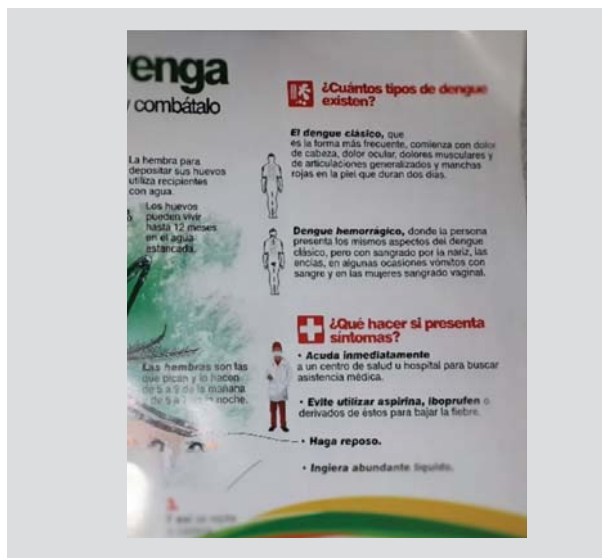 enga
y combátalo
La hembra para
depositar sus huevos
utiliza recipientes
con agua.
Los huevos
pueden vivir
hasta 12 meses
en el agua
estancada.
Las hembras son las
que pican y lo hacen
de 5 a 9 de la mañana
noche.
3.
¿Cuántos tipos de dengue
existen?
El dengue clásico, que
es la forma más frecuente, comienza con dolor
de cabeza, dolor ocular, dolores musculares y
de articulaciones generalizados y manchas
rojas en la piel que duran dos días.
Dengue hemorrágico, donde la persona
presenta los mismos aspectos del dengue
clásico, pero con sangrado por la nariz, las
encías, en algunas ocasiones vómitos con
sangre y en las mujeres sangrado vaginal.
¿Qué hacer si presenta
síntomas?
• Acuda inmediatamente
a un centro de salud u hospital para buscar
asistencia médica.
• Evite utilizar aspirina, ibuprofen o
derivados de éstos para bajar la fiebre.
• Haga reposo.
• Ingiera abundante líquido.